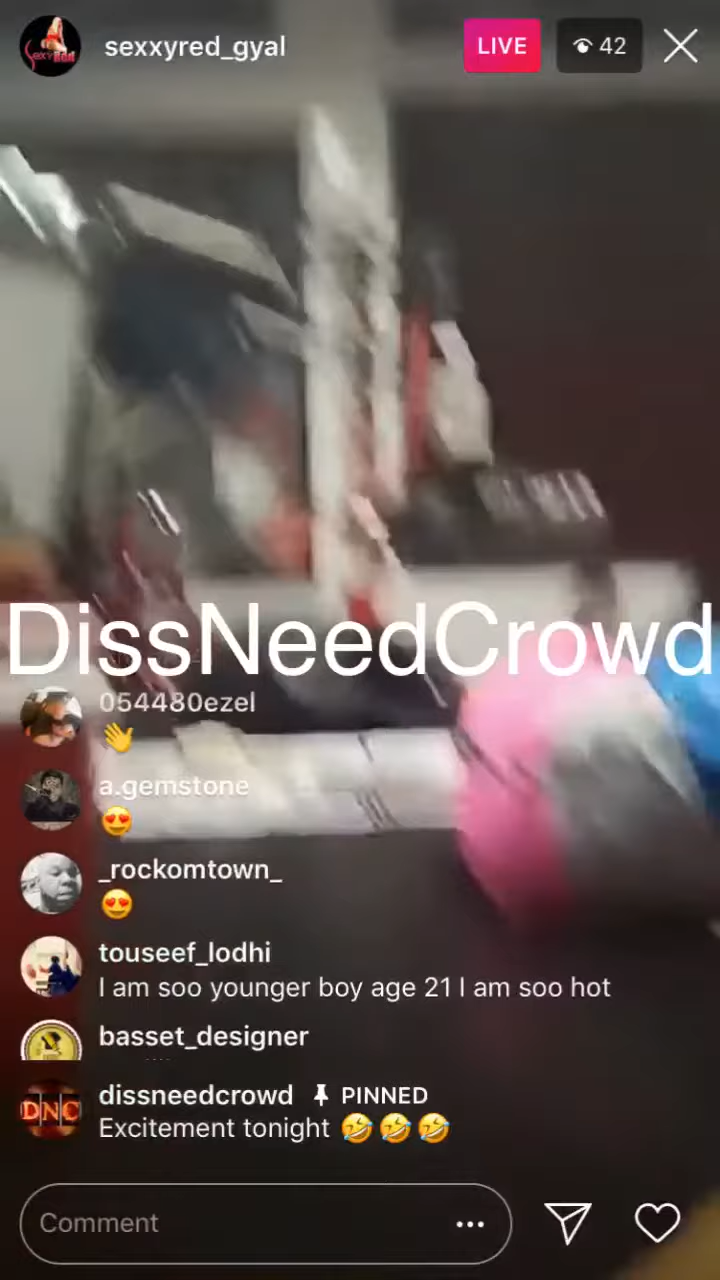 sexxyred_gyal
LIVE
42
DissNeedCrowd
054480ezel
👋
a.gemstone
😍
_rockomtown_
😍
touseef_lodhi
I am soo younger boy age 21 I am soo hot
basset_designer
dissneedcrowd PINNED
DNC
Excitement tonight 🤣🤣🤣
Comment